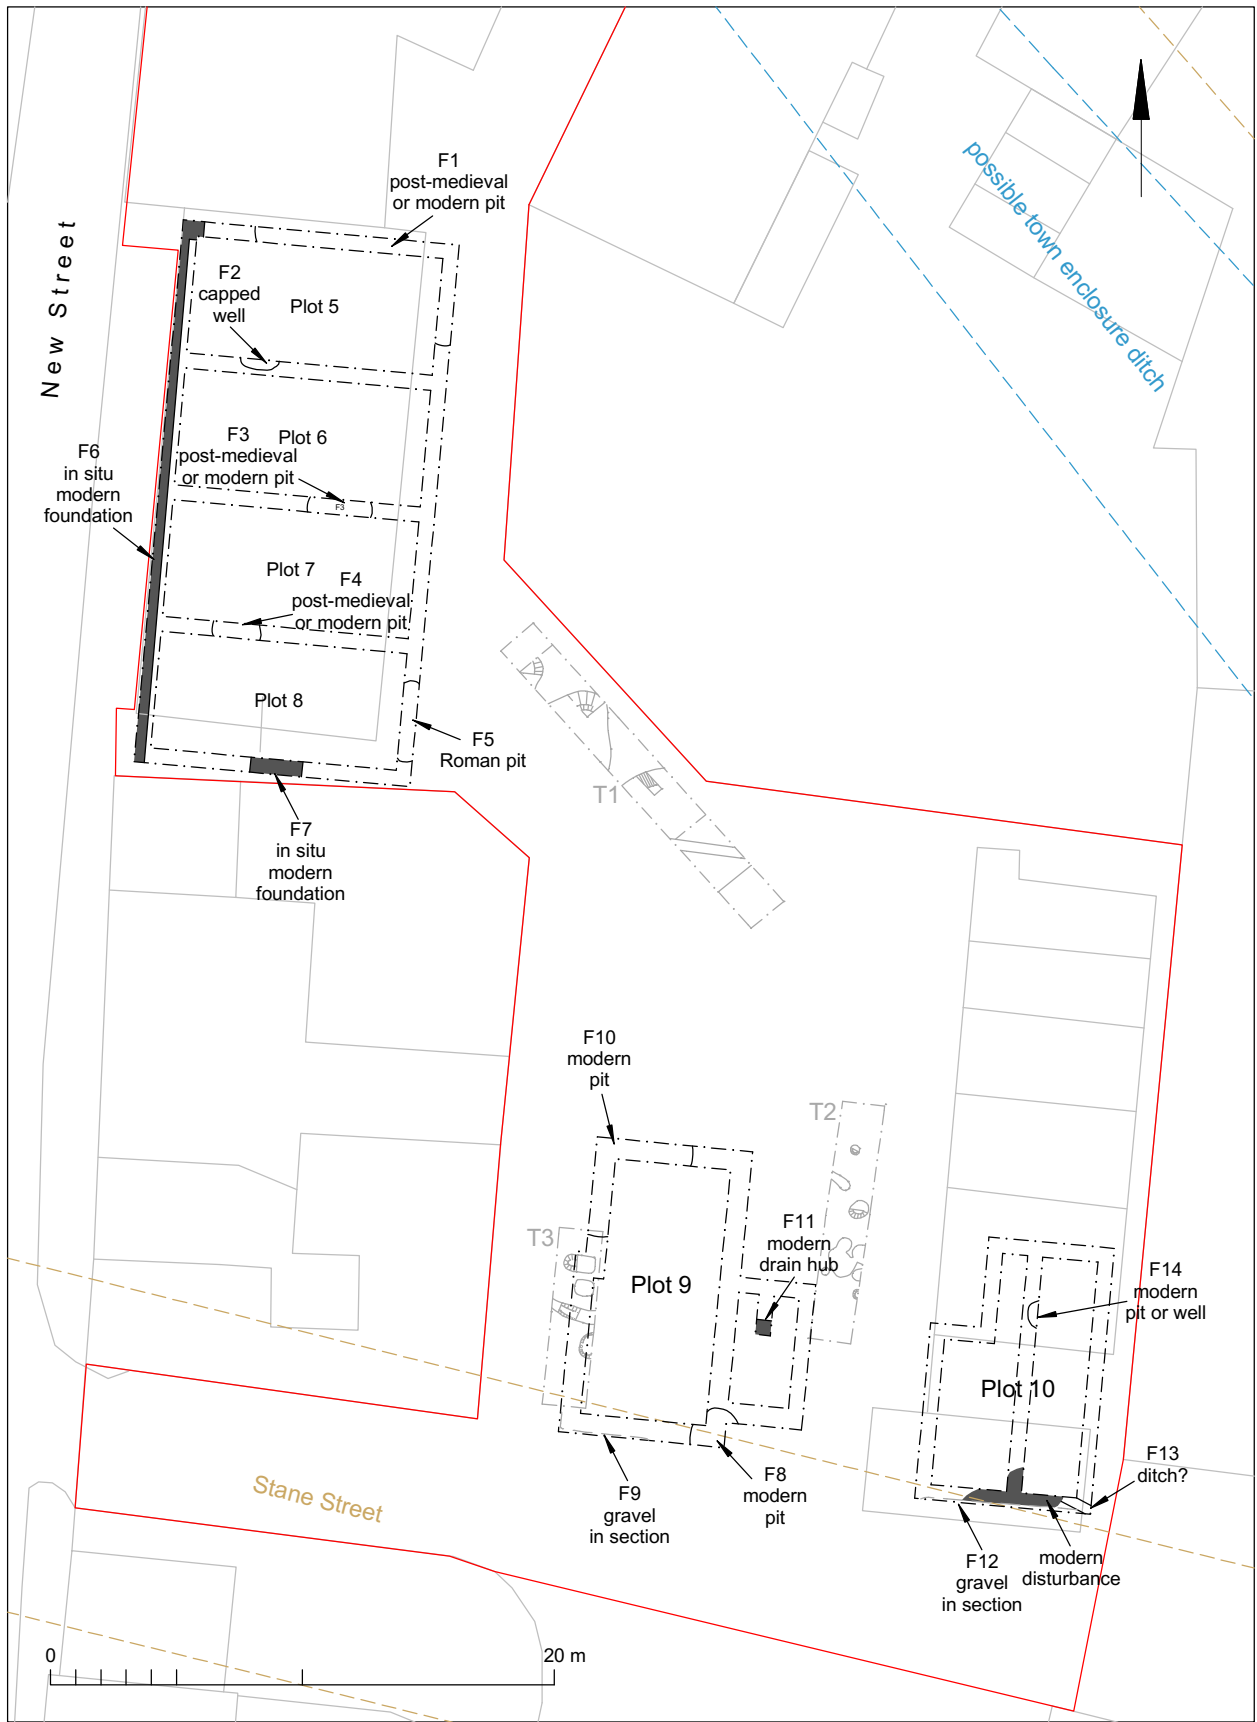 F1
post-medieval
or modern pit
possible town enclosure ditch
New Street
F2
capped
well
Plot 5
F3
post-medieval
or modern pit
Plot 6
F3
F6
in situ
modern
foundation
Plot 7
F4
post-medieval
or modern pit
Plot 8
F5
Roman pit
T1
F7
in situ
modern
foundation
F10
modern
pit
T2
T3
F11
modern
drain hub
Plot 9
F14
modern
pit or well
Plot 10
F13
ditch?
Stane Street
F9
gravel
in section
F8
modern
pit
F12
gravel
in section
modern
disturbance
0
20 m